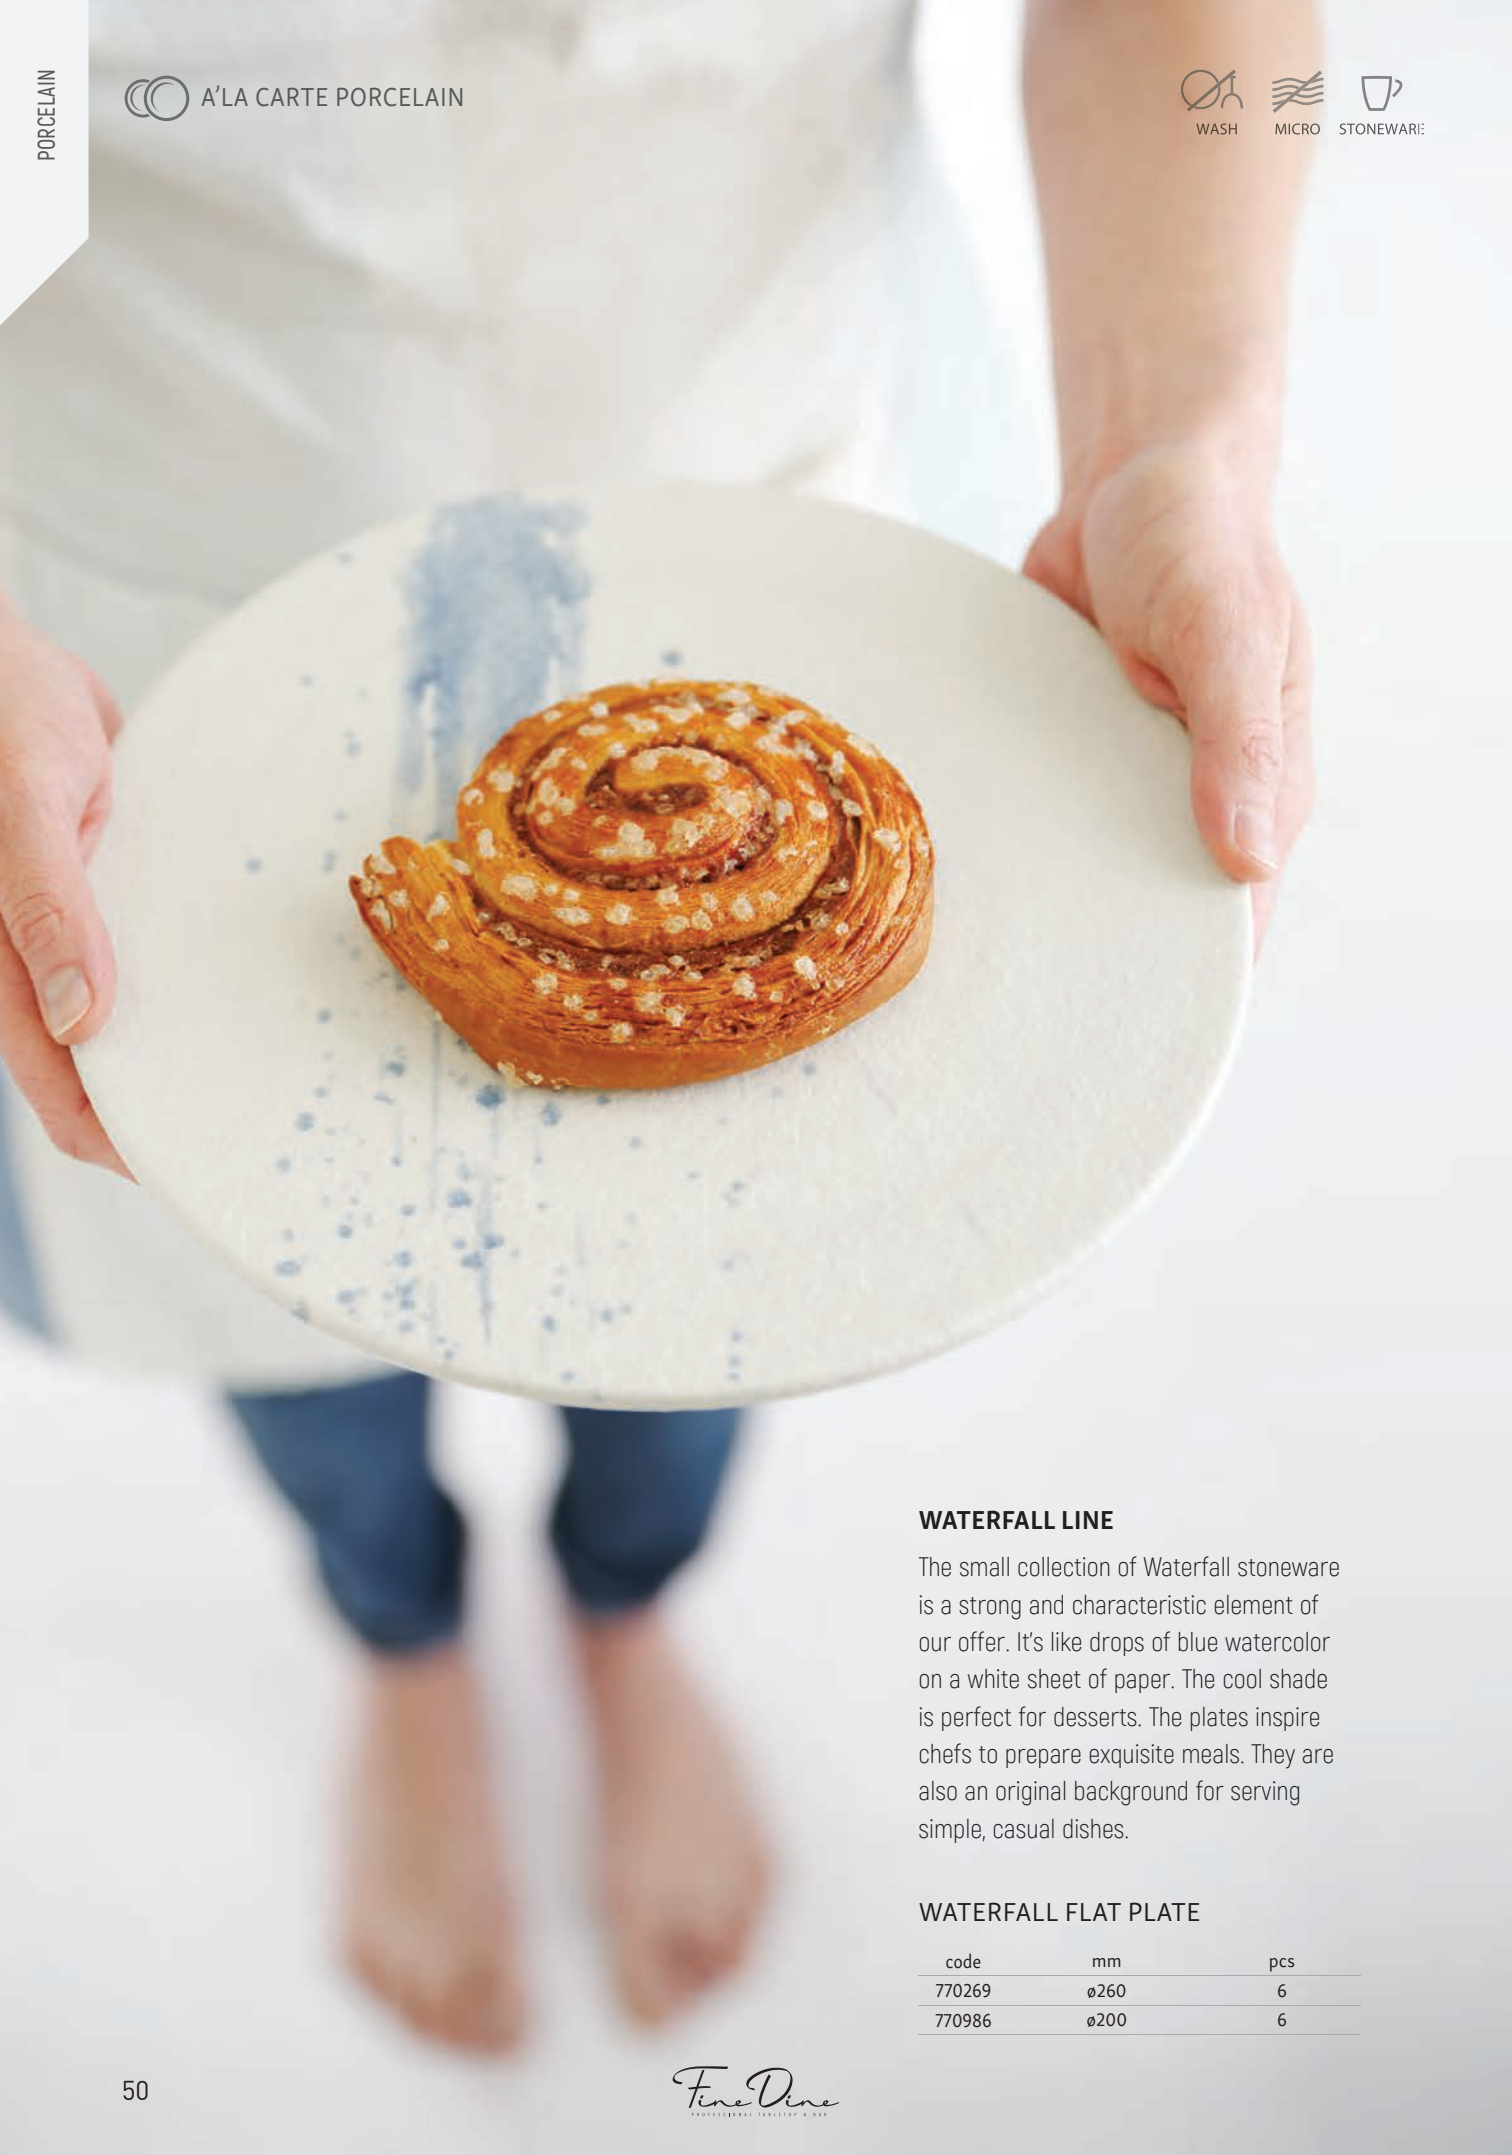 PORCELAIN
A'LA CARTE PORCELAIN
WASH MICRO STONEWARE
WATERFALL LINE
The small collection of Waterfall stoneware
is a strong and characteristic element of
our offer. It's like drops of blue watercolor
on a white sheet of paper. The cool shade
is perfect for desserts. The plates inspire
chefs to prepare exquisite meals. They are
also an original background for serving
simple, casual dishes.
WATERFALL FLAT PLATE
code mm pcs
770269 ø260 6
770986 ø200 6
50
Fine Dine
PROFESSIONAL TABLETOP & BAR